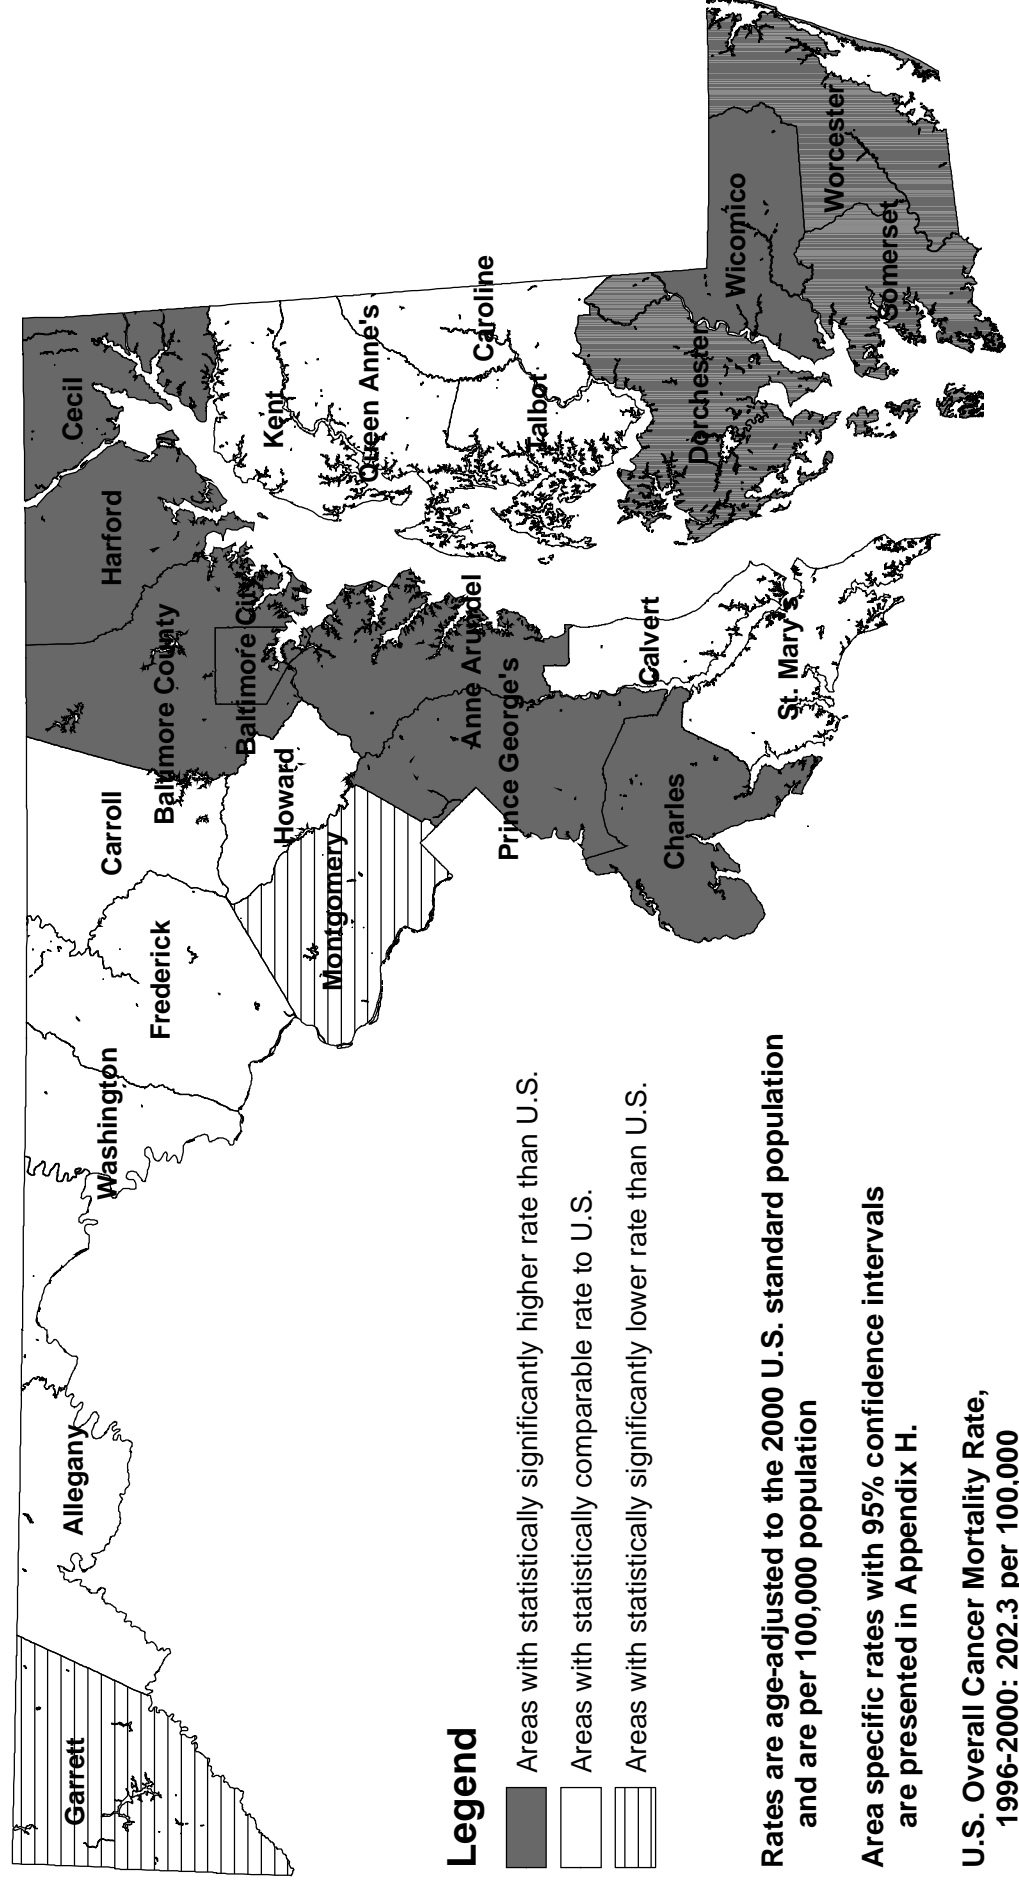 Garrett
Allegany
Washington
Frederick
Carroll
Baltimore County
Harford
Cecil
Baltimore City
Howard
Montgomery
Kent
Queen Anne's
Caroline
Talbot
Anne Arundel
Prince George's
Calvert
Charles
St. Mary's
Dorchester
Wicomico
Worcester
Somerset
Legend
Areas with statistically significantly higher rate than U.S.
Areas with statistically comparable rate to U.S.
Areas with statistically significantly lower rate than U.S.
Rates are age-adjusted to the 2000 U.S. standard population
and are per 100,000 population
Area specific rates with 95% confidence intervals
are presented in Appendix H.
U.S. Overall Cancer Mortality Rate,
1996-2000: 202.3 per 100,000